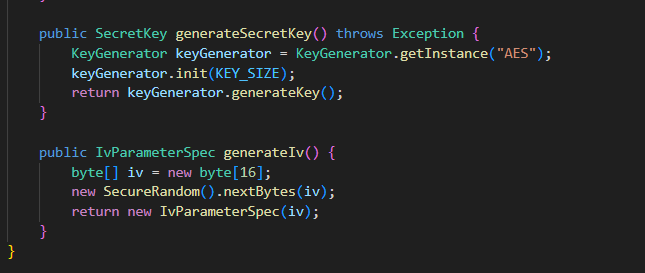 public SecretKey generateSecretKey() throws Exception {
KeyGenerator keyGenerator = KeyGenerator.getInstance("AES");
keyGenerator.init(KEY_SIZE);
return keyGenerator.generateKey();
}
public IvParameterSpec generateIv() {
byte[] iv = new byte[16];
new SecureRandom().nextBytes(iv);
return new IvParameterSpec(iv);
}
}